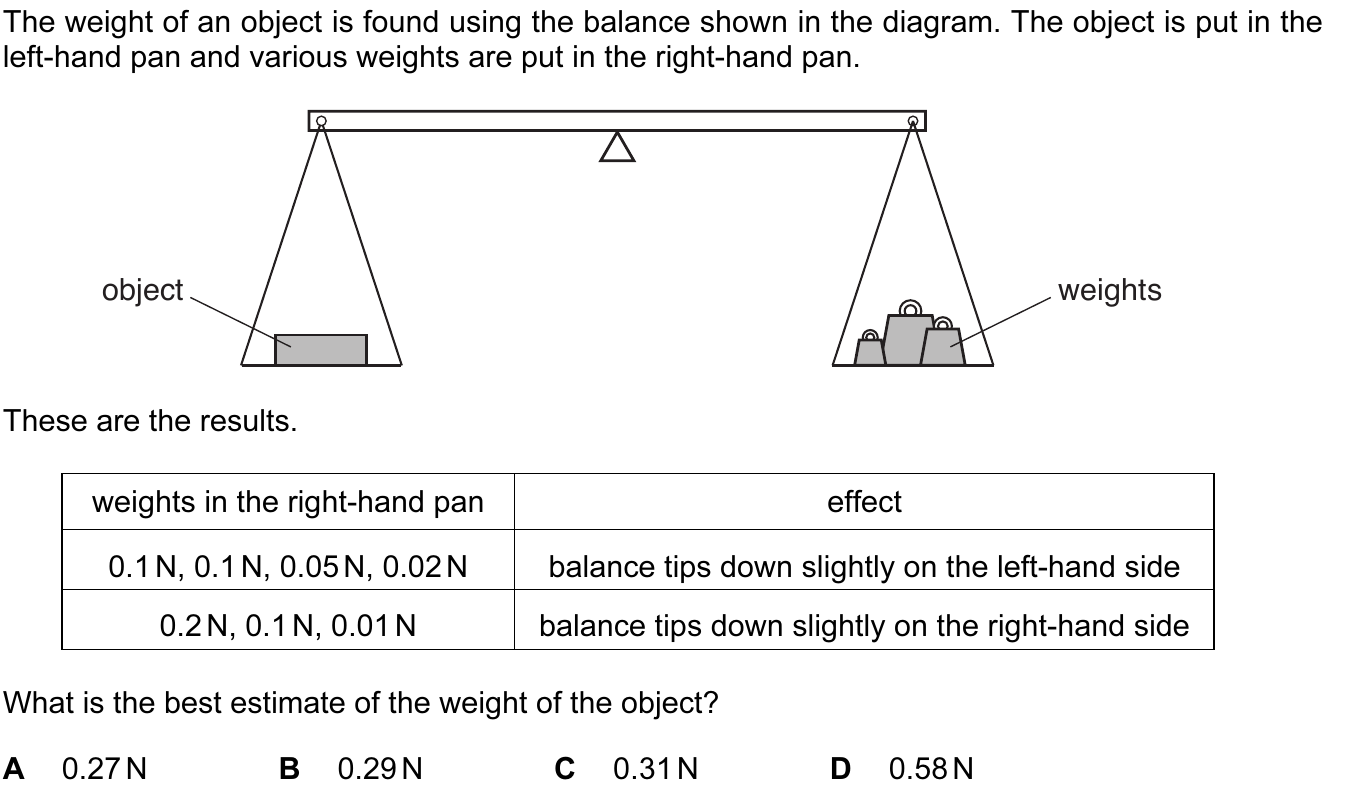 The weight of an object is found using the balance shown in the diagram. The object is put in the
left-hand pan and various weights are put in the right-hand pan.
object
weights
These are the results.
weights in the right-hand pan effect
0.1 N, 0.1 N, 0.05 N, 0.02 N balance tips down slightly on the left-hand side
0.2 N, 0.1 N, 0.01 N balance tips down slightly on the right-hand side
What is the best estimate of the weight of the object?
A 0.27 N B 0.29 N C 0.31 N D 0.58 N